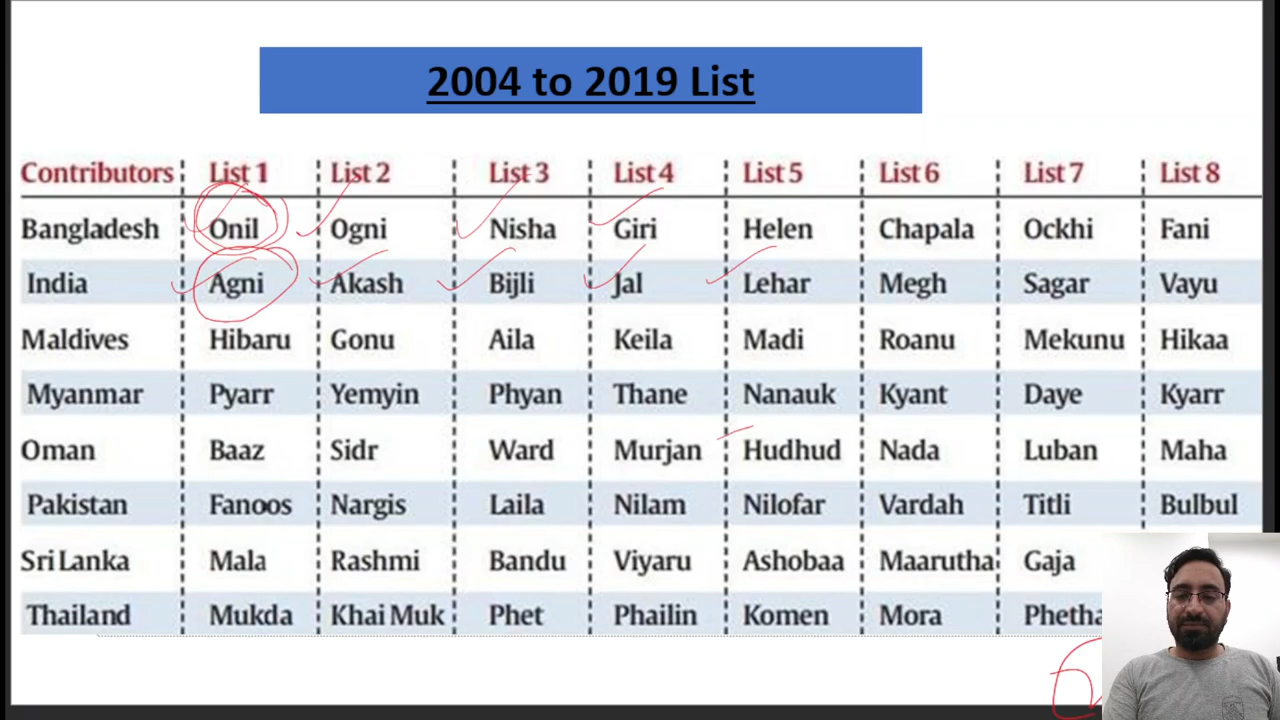 2004 to 2019 List
Contributors List 1 List 2 List 3 List 4 List 5 List 6 List 7 List 8
Bangladesh Onil Ogni Nisha Giri Helen Chapala Ockhi Fani
India Agni Akash Bijli Jal Lehar Megh Sagar Vayu
Maldives Hibaru Gonu Aila Keila Madi Roanu Mekunu Hikaa
Myanmar Pyarr Yemyin Phyan Thane Nanauk Kyant Daye Kyarr
Oman Baaz Sidr Ward Murjan Hudhud Nada Luban Maha
Pakistan Fanoos Nargis Laila Nilam Nilofar Vardah Titli Bulbul
Sri Lanka Mala Rashmi Bandu Viyaru Ashobaa Maarutha Gaja
Thailand Mukda Khai Muk Phet Phailin Komen Mora